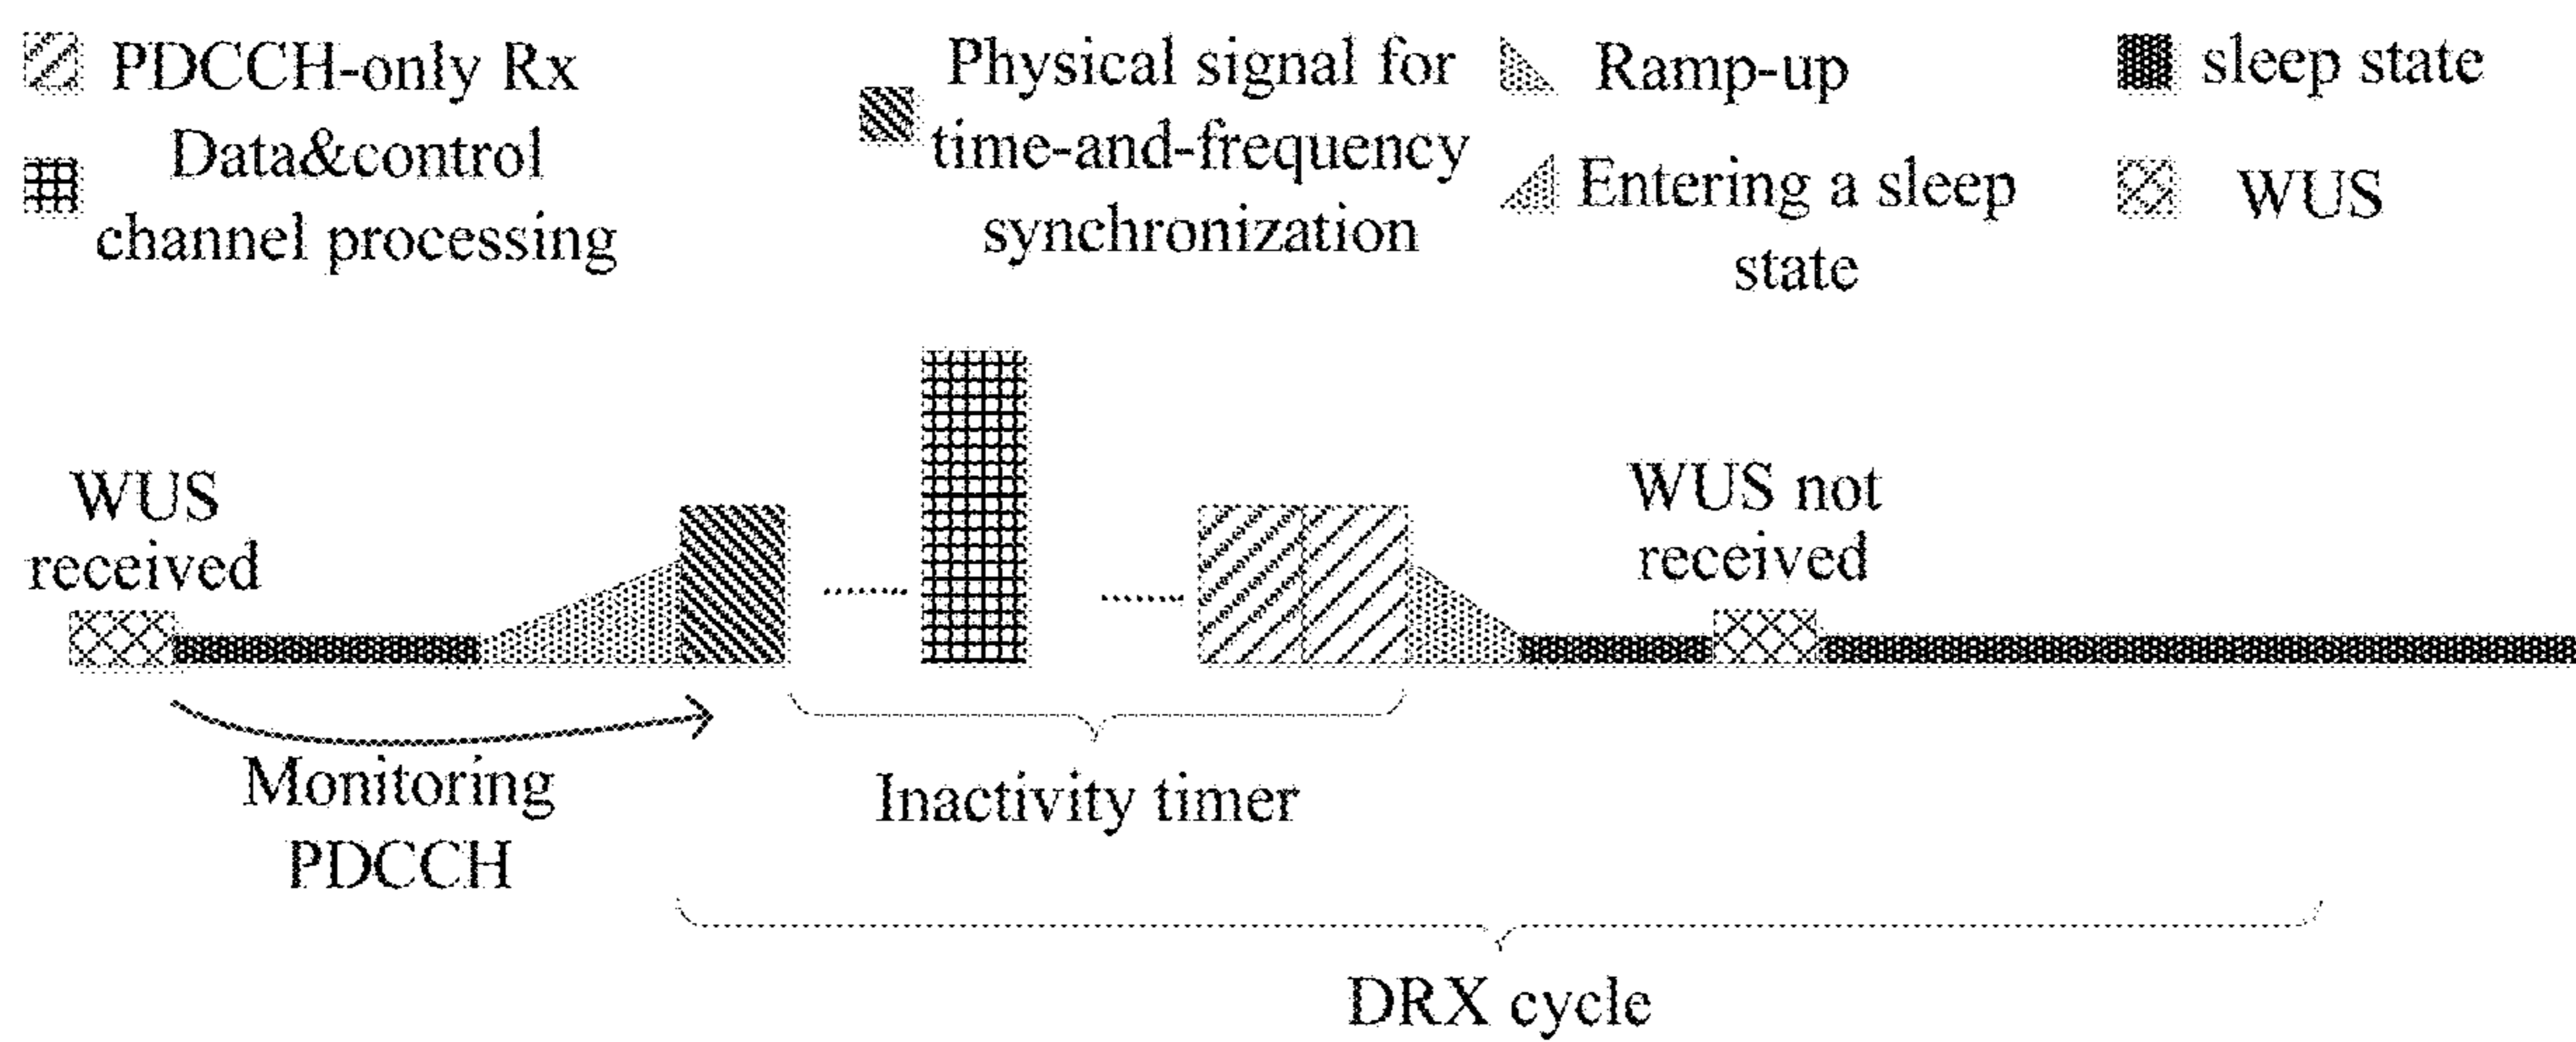 PDCCH-only Rx
Data&control
channel processing
Physical signal for
time-and-frequency
synchronization
Ramp-up
Entering a sleep
state
sleep state
WUS
WUS
received
WUS not
received
Monitoring
PDCCH
Inactivity timer
DRX cycle